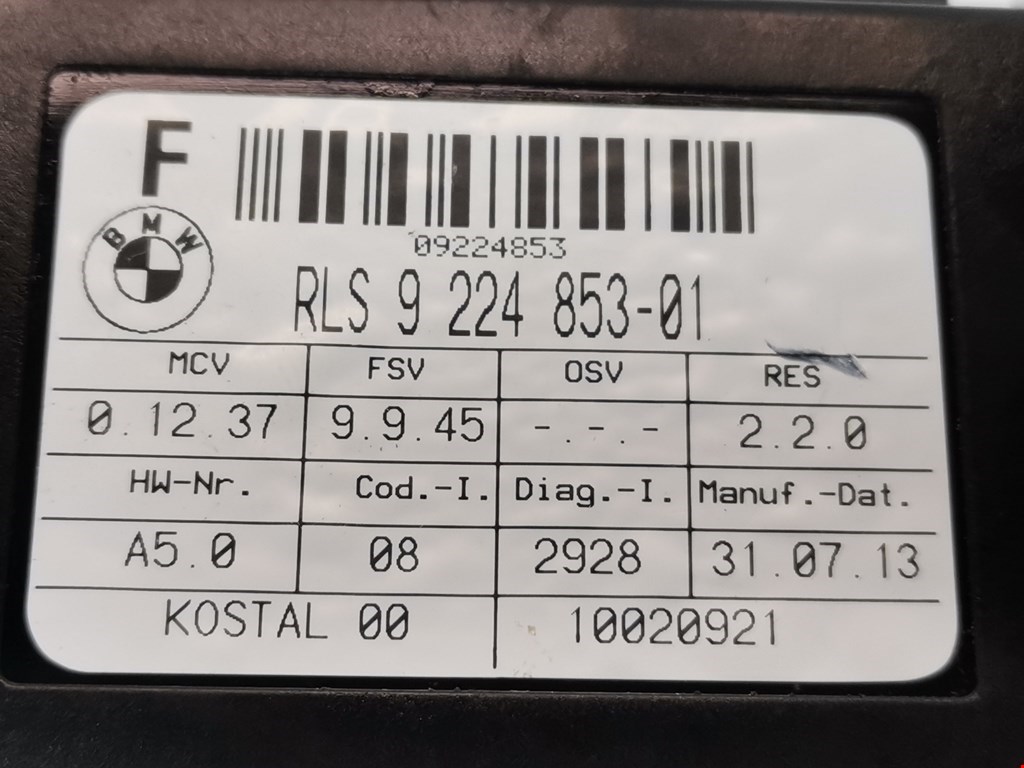 F
BMW
09224853
RLS 9 224 853-01
MCV FSV OSV RES
0.12.37 9.9.45 -.-.- 2.2.0
HW-Nr. Cod.-I. Diag.-I. Manuf.-Dat.
A5.0 08 2928 31.07.13
KOSTAL 00 10020921